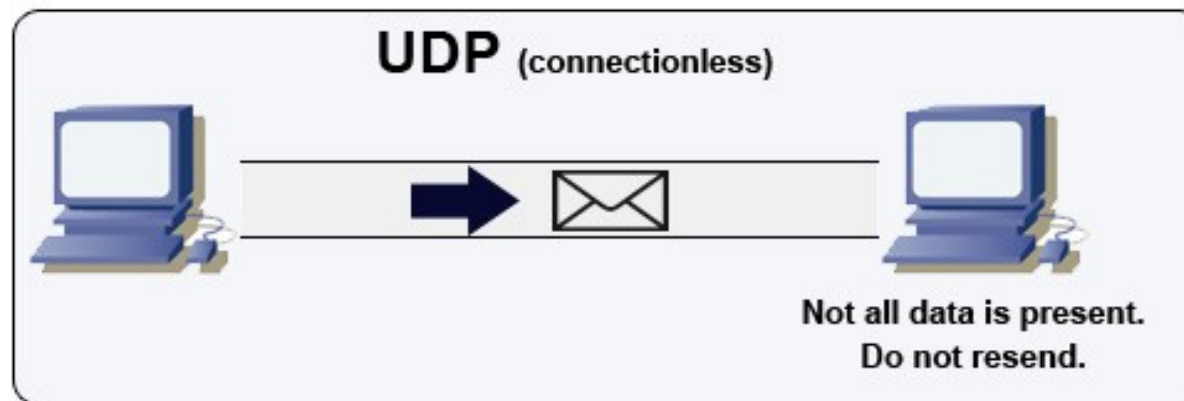 UDP (connectionless)
Not all data is present.
Do not resend.